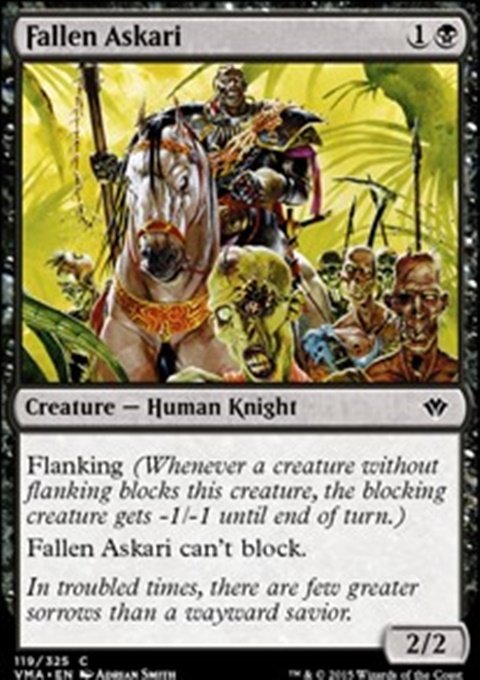 Fallen Askari 1
Creature — Human Knight
Flanking (Whenever a creature without
flanking blocks this creature, the blocking
creature gets -1/-1 until end of turn.)
Fallen Askari can't block.
In troubled times, there are few greater
sorrows than a wayward savior.
2/2
119/325 C
VMA • EN Adrian Smith ™ & © 2015 Wizards of the Coast